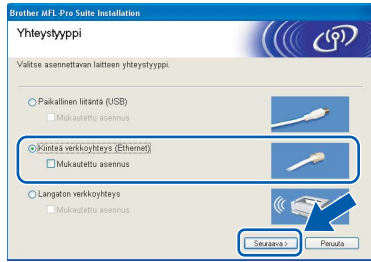 Brother MFL-Pro Suite Installation
Yhteystyyppi
Valitse asennettavan laitteen yhteystyyppi.
Paikallinen liitäntä (USB)
Mukautettu asennus
Kiinteä verkkoyhteys (Ethernet)
Mukautettu asennus
Langaton verkkoyhteys
Mukautettu asennus
Seuraava >
Peruuta